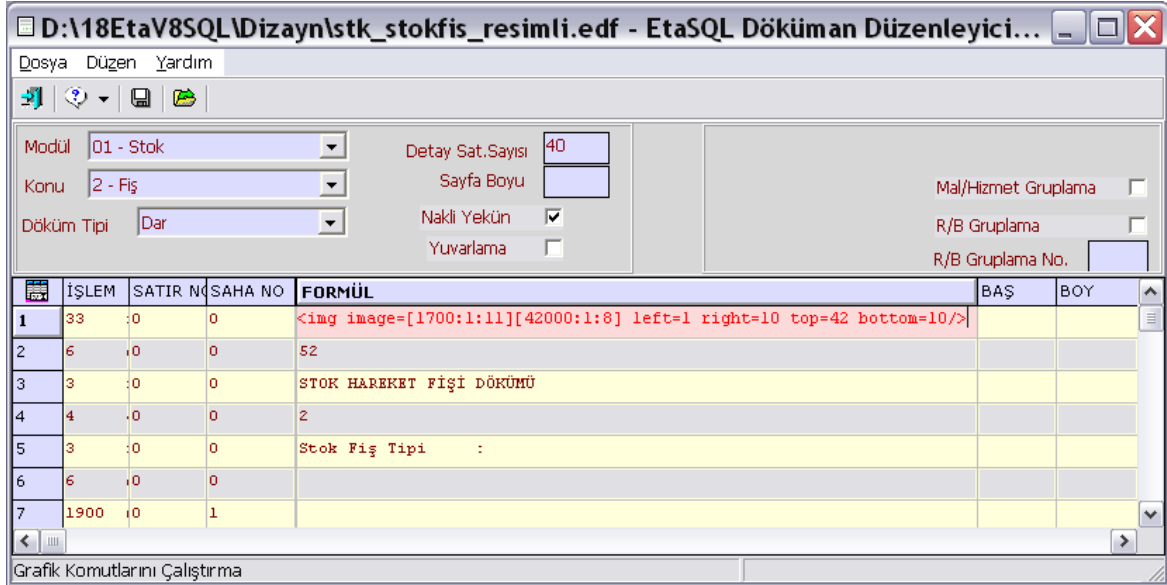 D:\18EtaV8SQL\Dizayn\stk_stokfis_resimli.edf - EtaSQL Döküman Düzenleyici...
Dosya Düzen Yardım
Modül 01 - Stok Detay Sat.Sayısı 40
Konu 2 - Fiş Sayfa Boyu Mal/Hizmet Gruplama
Döküm Tipi Dar Nakli Yekün R/B Gruplama
Yuvarlama R/B Gruplama No.
İŞLEM SATIR NO SAHA NO FORMÜL BAŞ BOY
1 33 :0 0 <img image=[1700:1:11][42000:1:8] left=1 right=10 top=42 bottom=10/>
2 6 0 0 52
3 3 :0 0 STOK HAREKET FİŞİ DÖKÜMÜ
4 4 0 0 2
5 3 :0 0 Stok Fiş Tipi :
6 6 0 0
7 1900 0 1
Grafik Komutlarını Çalıştırma